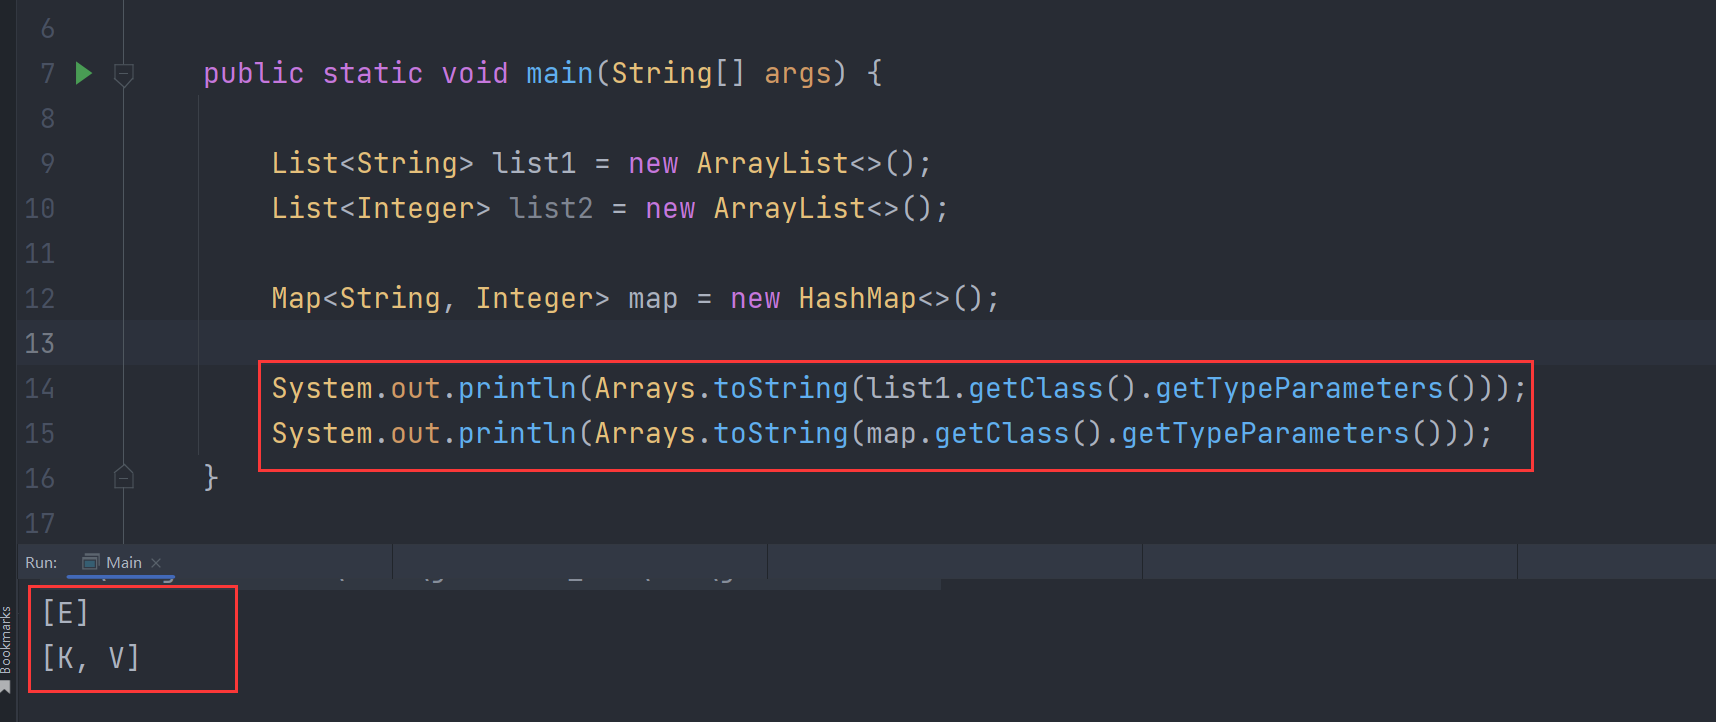 6
7 public static void main(String[] args) {
8
9 List<String> list1 = new ArrayList<>();
10 List<Integer> list2 = new ArrayList<>();
11
12 Map<String, Integer> map = new HashMap<>();
13
14 System.out.println(Arrays.toString(list1.getClass().getTypeParameters()));
15 System.out.println(Arrays.toString(map.getClass().getTypeParameters()));
16 }
17
Run: Main ×
[E]
[K, V]
Bookmarks